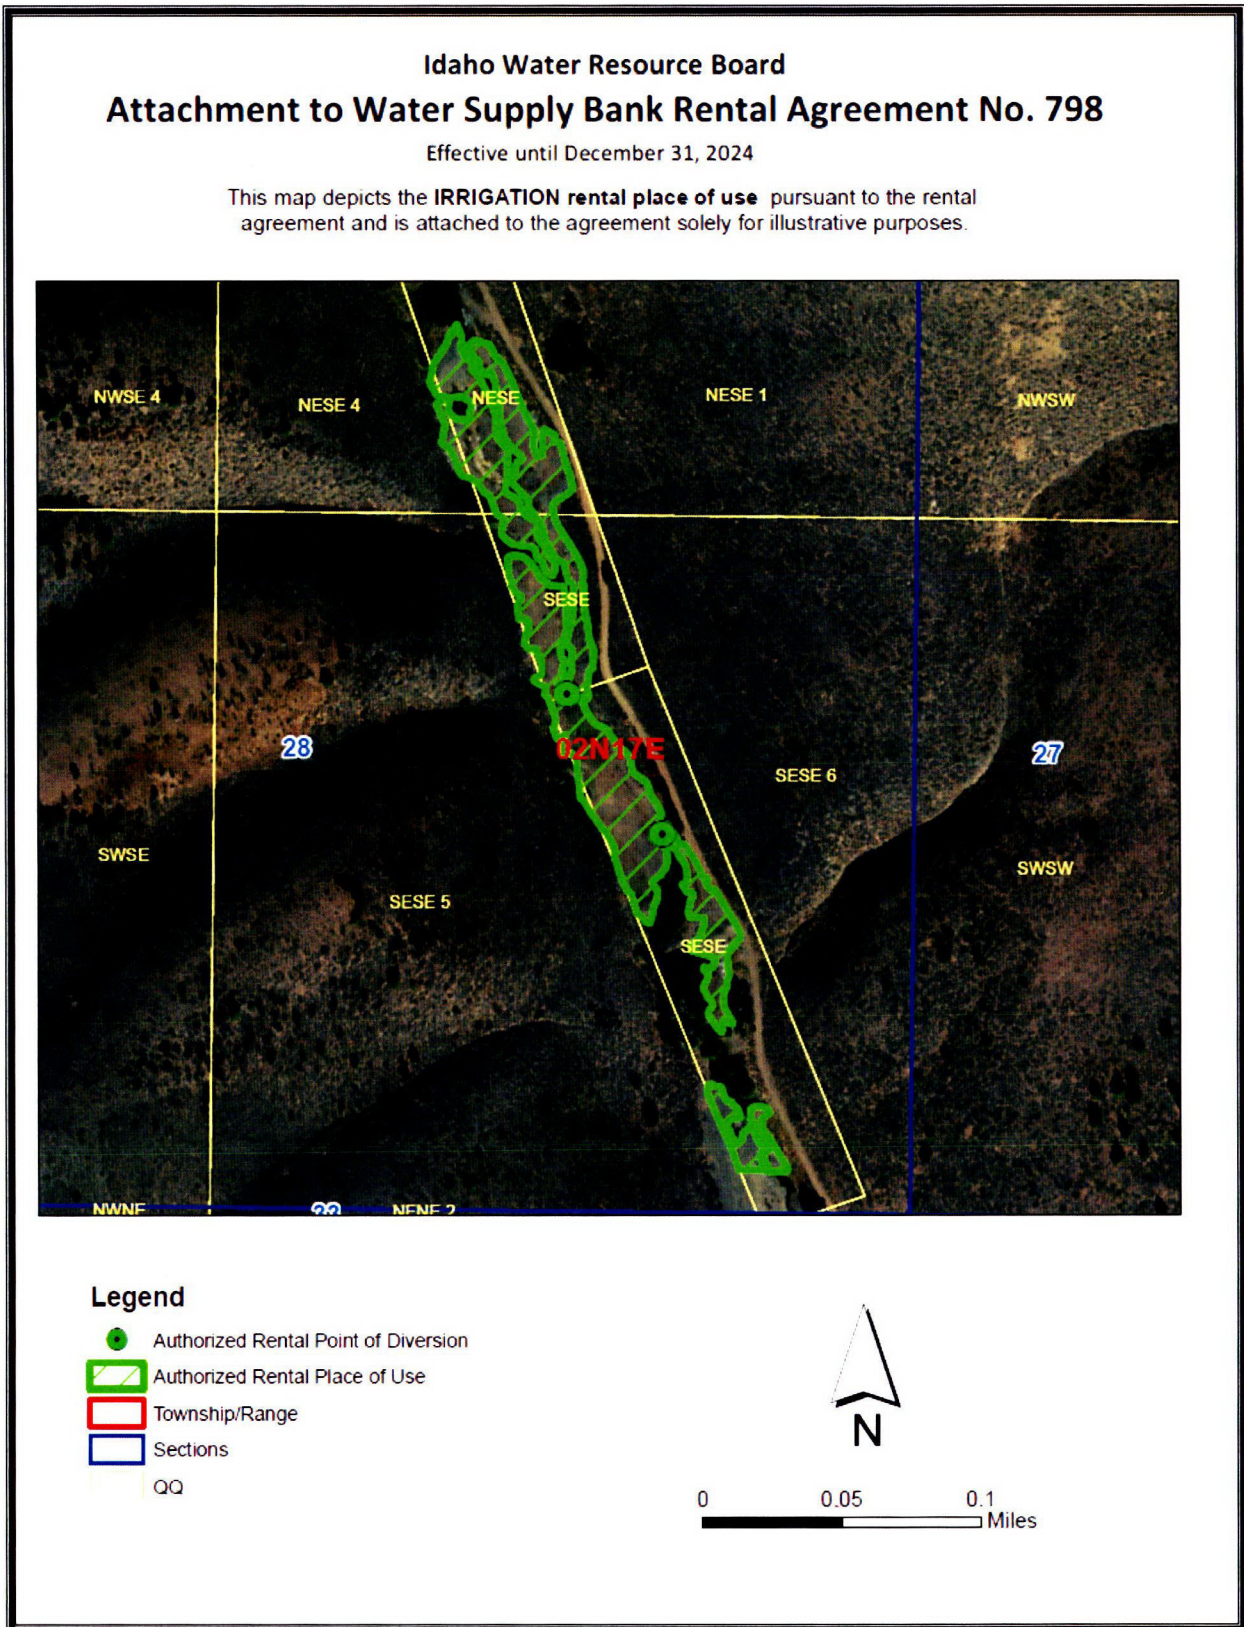 Idaho Water Resource Board
Attachment to Water Supply Bank Rental Agreement No. 798
Effective until December 31, 2024
This map depicts the IRRIGATION rental place of use pursuant to the rental
agreement and is attached to the agreement solely for illustrative purposes.
NWSE 4
NESE 4
NESE
NESE 1
NWSW
SESE
28
02N17E
27
SESE 6
SWSE
SWSW
SESE 5
SESE
NWNE
NENE 2
Legend
Authorized Rental Point of Diversion
Authorized Rental Place of Use
Township/Range
Sections
QQ
N
0 0.05 0.1
Miles